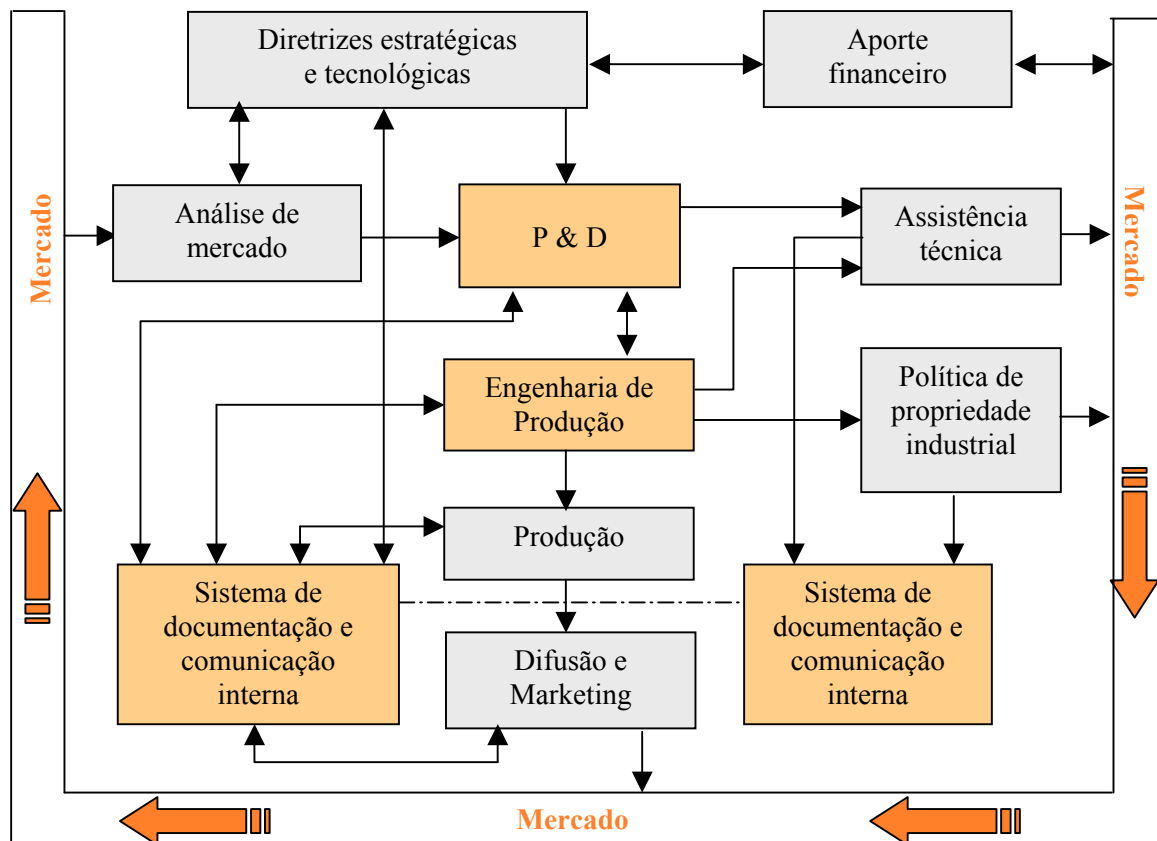 Diretrizes estratégicas
e tecnológicas
Aporte
financeiro
Mercado
Análise de
mercado
P & D
Assistência
técnica
Mercado
Engenharia de
Produção
Política de
propriedade
industrial
Produção
Sistema de
documentação e
comunicação
interna
Difusão e
Marketing
Sistema de
documentação e
comunicação
interna
Mercado